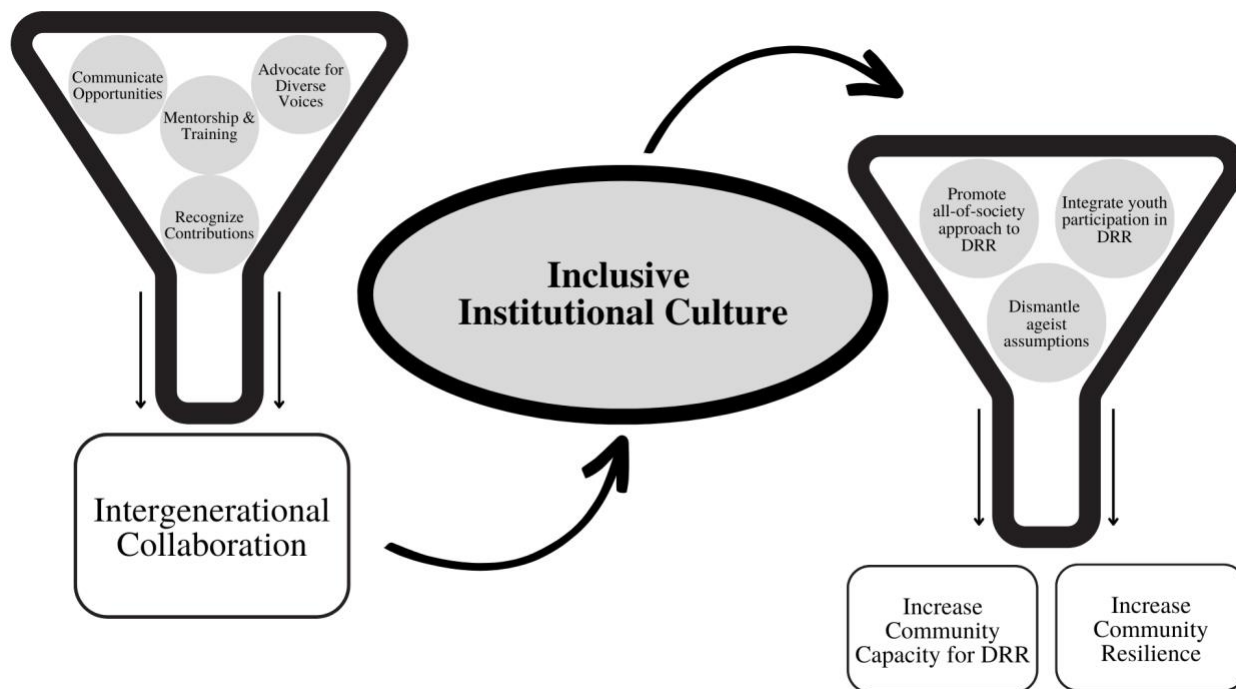 Communicate
Opportunities
Advocate for
Diverse
Voices
Mentorship &
Training
Recognize
Contributions
Intergenerational
Collaboration
Inclusive
Institutional Culture
Promote
all-of-society
approach to
DRR
Integrate youth
participation in
DRR
Dismantle
ageist
assumptions
Increase
Community
Capacity for DRR
Increase
Community
Resilience